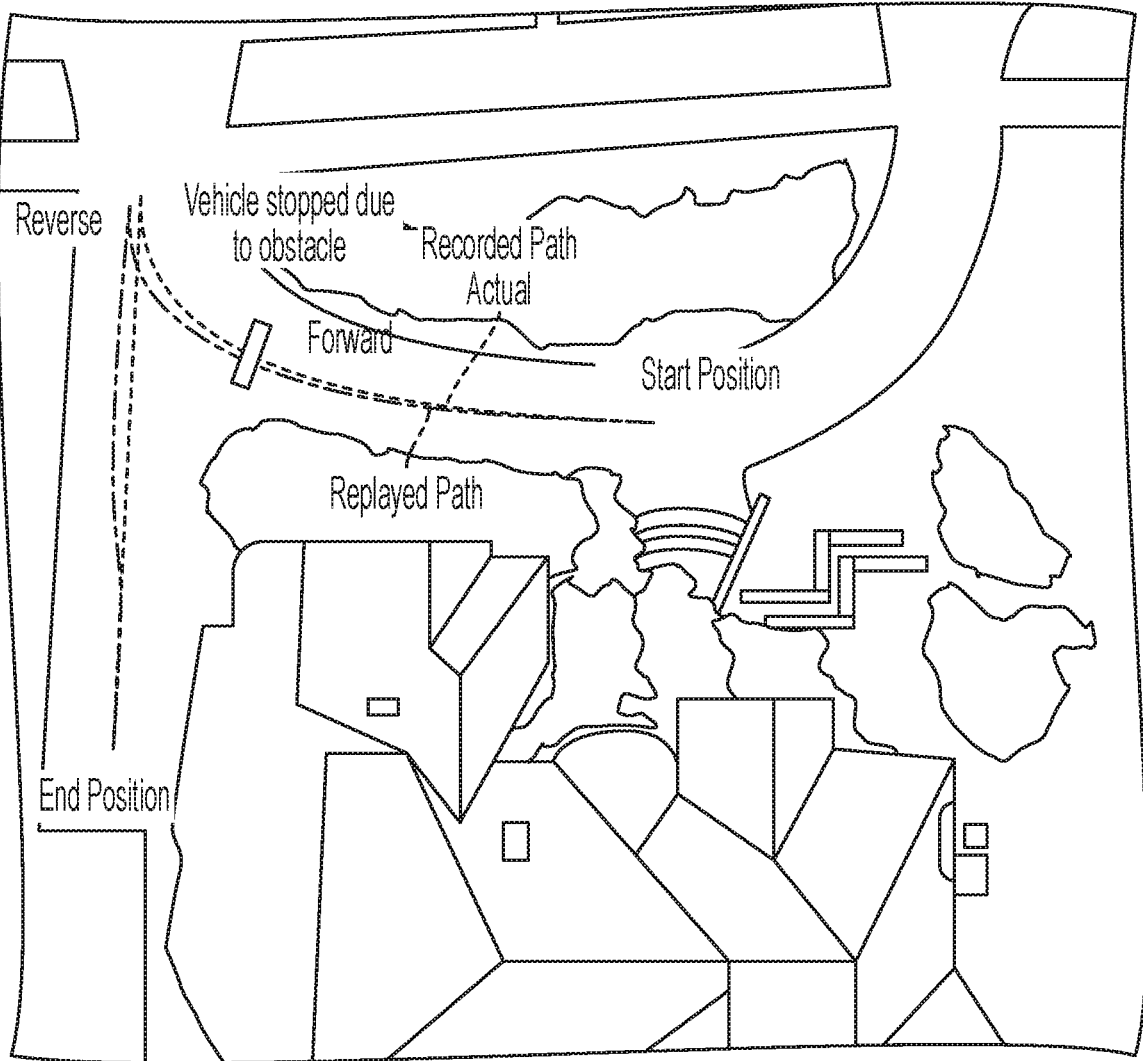 Reverse
Vehicle stopped due
to obstacle
Recorded Path
Actual
Forward
Start Position
Replayed Path
End Position